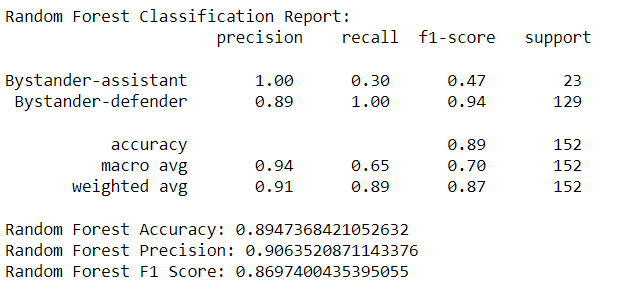 Random Forest Classification Report:
precision recall f1-score support
Bystander-assistant 1.00 0.30 0.47 23
Bystander-defender 0.89 1.00 0.94 129
accuracy 0.89 152
macro avg 0.94 0.65 0.70 152
weighted avg 0.91 0.89 0.87 152
Random Forest Accuracy: 0.8947368421052632
Random Forest Precision: 0.9063520871143376
Random Forest F1 Score: 0.8697400435395055